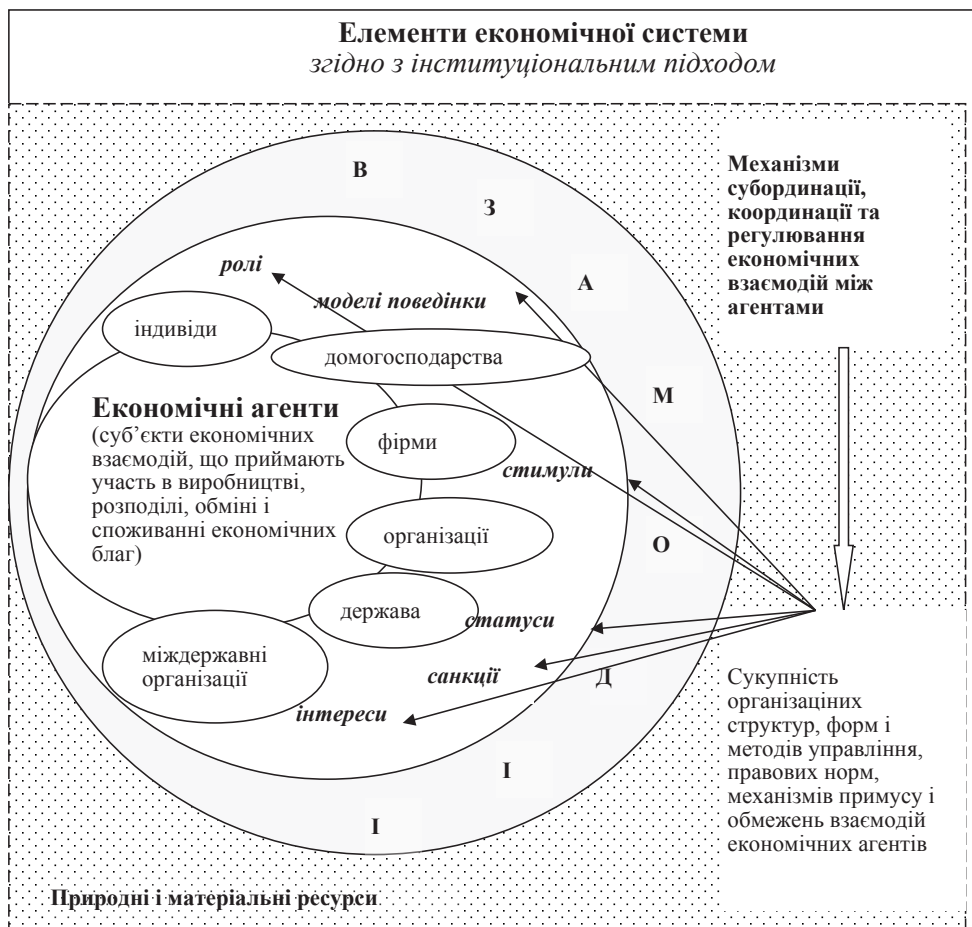 Елементи економічної системи
згідно з інституціональним підходом
В
З
А
М
О
Д
І
І
Механізми
субординації,
координації та
регулювання
економічних
взаємодій між
агентами
ролі
моделі поведінки
індивіди
домогосподарства
Економічні агенти
(суб’єкти економічних
взаємодій, що приймають
участь в виробництві,
розподілі, обміні і
споживанні економічних
благ)
фірми
стимули
організації
держава
статуси
міждержавні
організації
санкції
інтереси
Сукупність
організаціних
структур, форм і
методів управління,
правових норм,
механізмів примусу і
обмежень взаємодій
економічних агентів
Природні і матеріальні ресурси